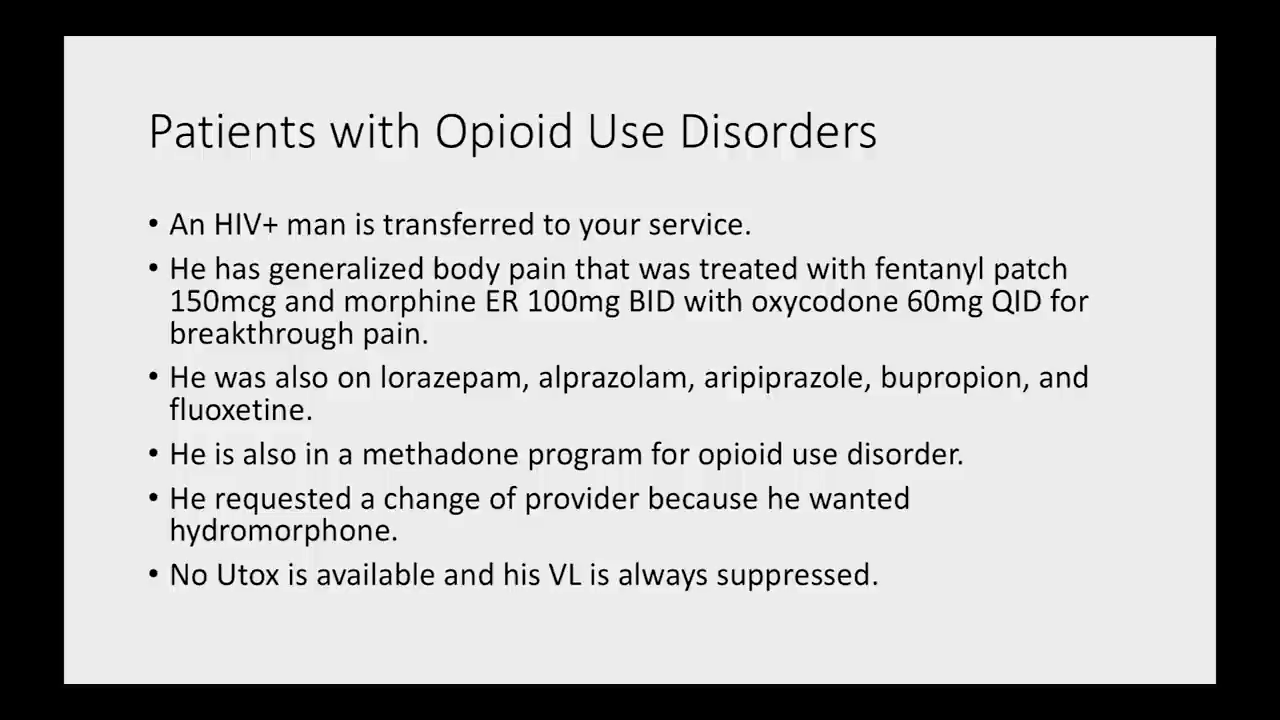 Patients with Opioid Use Disorders
• An HIV+ man is transferred to your service.
• He has generalized body pain that was treated with fentanyl patch
150mcg and morphine ER 100mg BID with oxycodone 60mg QID for
breakthrough pain.
• He was also on lorazepam, alprazolam, aripiprazole, bupropion, and
fluoxetine.
• He is also in a methadone program for opioid use disorder.
• He requested a change of provider because he wanted
hydromorphone.
• No Utox is available and his VL is always suppressed.